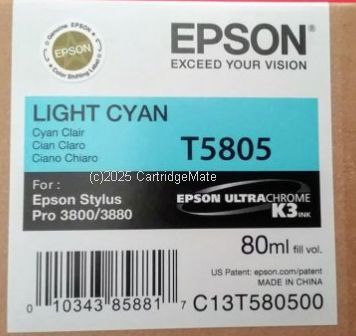 Genuine Epson
EPSON
Color Shifting Label
EPSON®
EXCEED YOUR VISION
LIGHT CYAN
Cyan Clair
Cian Claro
Ciano Chiaro
T5805
(c)2025 CartridgeMate
For :
Epson Stylus
Pro 3800/3880
EPSON ULTRACHROME
K3 INK
80ml fill vol.
US Patent: epson.com/patent
MADE IN CHINA
0 10343 85881 7
C13T580500